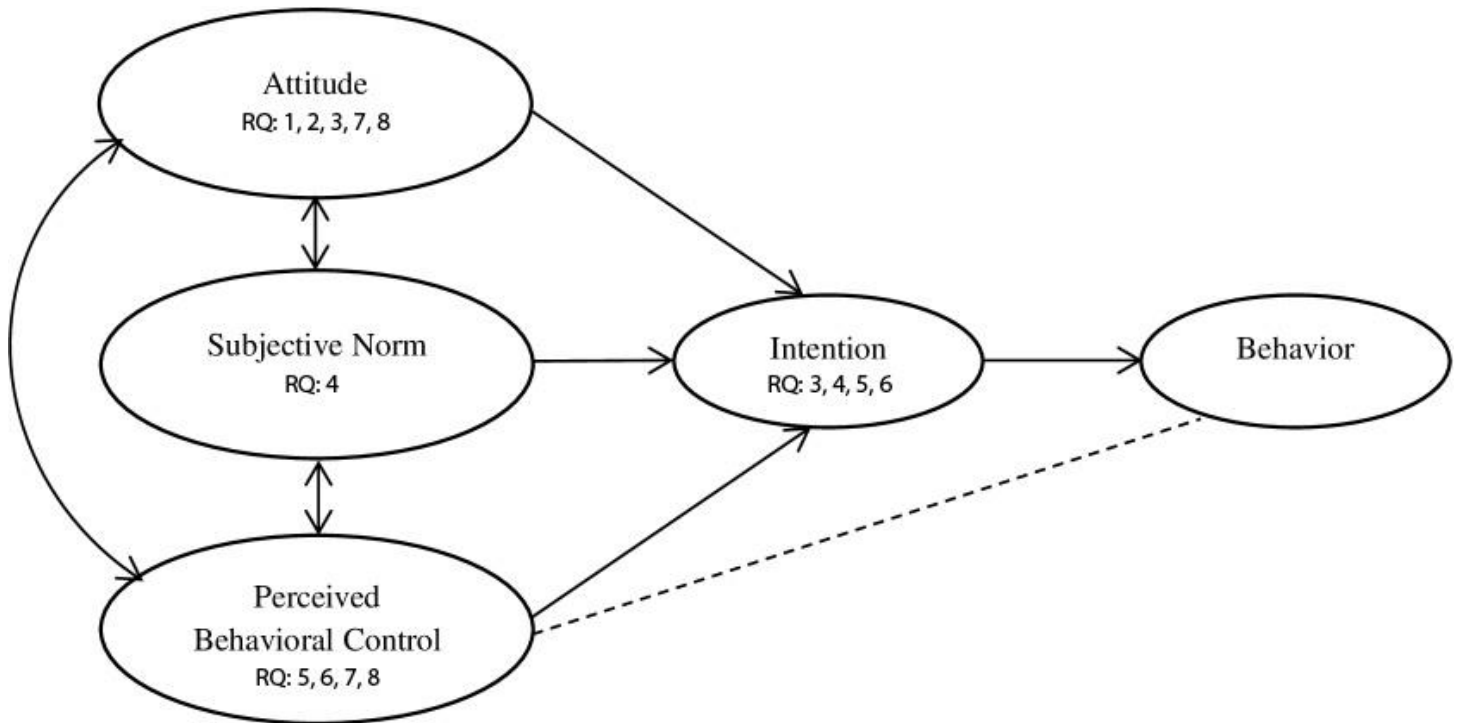 Attitude
RQ: 1, 2, 3, 7, 8
Subjective Norm
RQ: 4
Intention
RQ: 3, 4, 5, 6
Behavior
Perceived
Behavioral Control
RQ: 5, 6, 7, 8